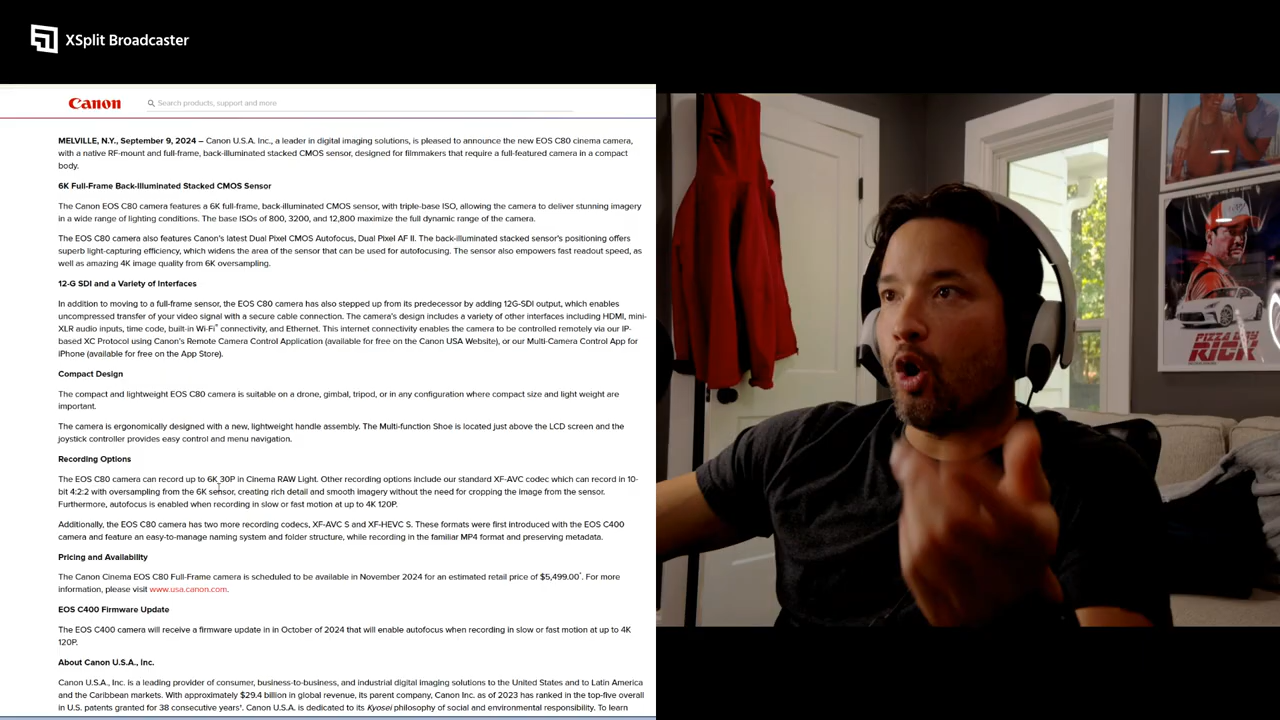 XSplit Broadcaster
Canon
Search products, support and more
MELVILLE, N.Y., September 9, 2024 – Canon U.S.A. Inc., a leader in digital imaging solutions, is pleased to announce the new EOS C80 cinema camera,
with a native RF-mount and full-frame, back-illuminated stacked CMOS sensor, designed for filmmakers that require a full-featured camera in a compact
body.
6K Full-Frame Back-Illuminated Stacked CMOS Sensor
The Canon EOS C80 camera features a 6K full-frame, back-illuminated CMOS sensor, with triple-base ISO, allowing the camera to deliver stunning imagery
in a wide range of lighting conditions. The base ISOs of 800, 3200, and 12,800 maximize the full dynamic range of the camera.
The EOS C80 camera also features Canon's latest Dual Pixel CMOS Autofocus, Dual Pixel AF II. The back-illuminated stacked sensor's positioning offers
superb light-capturing efficiency, which widens the area of the sensor that can be used for autofocusing. The sensor also empowers fast readout speed, as
well as amazing 4K image quality from 6K oversampling.
12-G SDI and a Variety of Interfaces
In addition to moving to a full-frame sensor, the EOS C80 camera has also stepped up from its predecessor by adding 12G-SDI output, which enables
uncompressed transfer of your video signal with a secure cable connection. The camera's design includes a variety of other interfaces including HDMI, mini-
XLR audio inputs, time code, built-in Wi-Fi® connectivity, and Ethernet. This internet connectivity enables the camera to be controlled remotely via our IP-
based XC Protocol using Canon's Remote Camera Control Application (available for free on the Canon USA Website), or our Multi-Camera Control App for
iPhone (available for free on the App Store).
Compact Design
The compact and lightweight EOS C80 camera is suitable on a drone, gimbal, tripod, or in any configuration where compact size and light weight are
important.
The camera is ergonomically designed with a new, lightweight handle assembly. The Multi-function Shoe is located just above the LCD screen and the
joystick controller provides easy control and menu navigation.
Recording Options
The EOS C80 camera can record up to 6K 30P in Cinema RAW Light. Other recording options include our standard XF-AVC codec which can record in 10-
bit 4:2:2 with oversampling from the 6K sensor, creating rich detail and smooth imagery without the need for cropping the image from the sensor.
Furthermore, autofocus is enabled when recording in slow or fast motion at up to 4K 120P.
Additionally, the EOS C80 camera has two more recording codecs, XF-AVC S and XF-HEVC S. These formats were first introduced with the EOS C400
camera and feature an easy-to-manage naming system and folder structure, while recording in the familiar MP4 format and preserving metadata.
Pricing and Availability
The Canon Cinema EOS C80 Full-Frame camera is scheduled to be available in November 2024 for an estimated retail price of $5,499.00*. For more
information, please visit www.usa.canon.com.
EOS C400 Firmware Update
The EOS C400 camera will receive a firmware update in in October of 2024 that will enable autofocus when recording in slow or fast motion at up to 4K
120P.
About Canon U.S.A., Inc.
Canon U.S.A., Inc. is a leading provider of consumer, business-to-business, and industrial digital imaging solutions to the United States and to Latin America
and the Caribbean markets. With approximately $29.4 billion in global revenue, its parent company, Canon Inc. as of 2023 has ranked in the top-five overall
in U.S. patents granted for 38 consecutive years†. Canon U.S.A. is dedicated to its Kyosei philosophy of social and environmental responsibility. To learn
PIZZA DAY
RICK